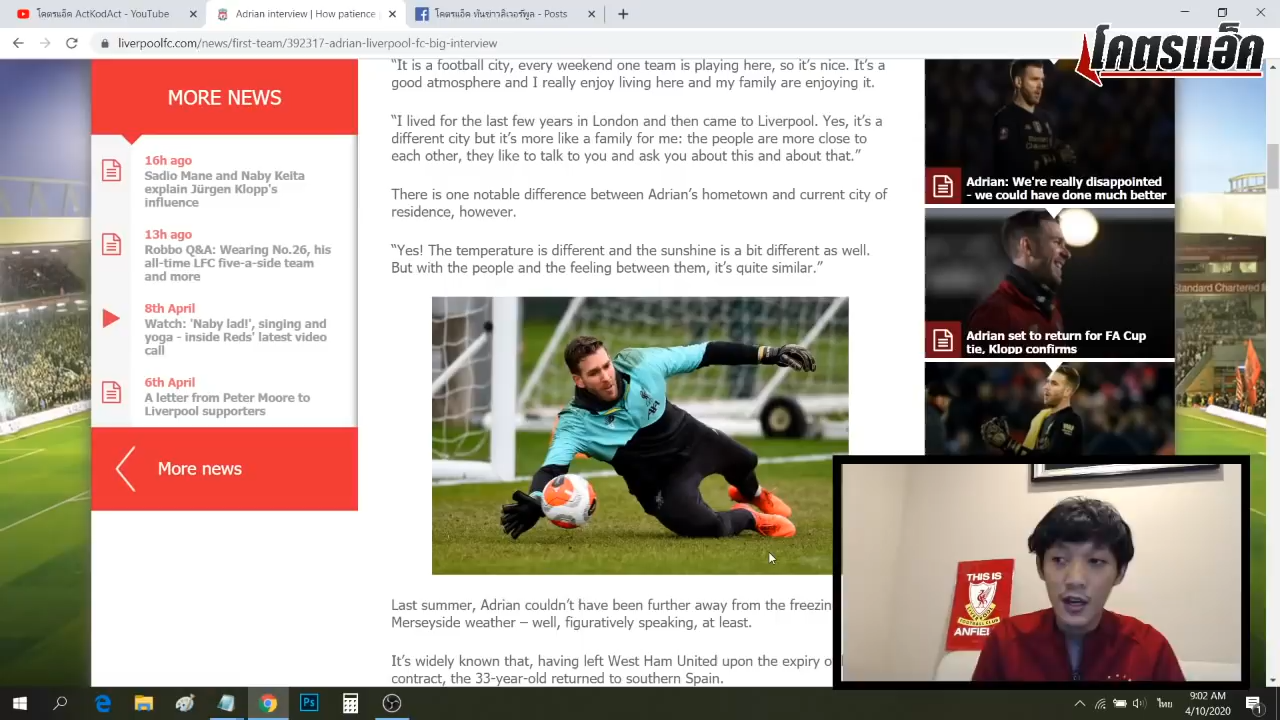 โคตรแอ็ค ActKodAct - YouTube
Adrian interview | How patience
โคตรแอ็ค ทันข่าวลิเวอร์พูล - Posts
liverpoolfc.com/news/first-team/392317-adrian-liverpool-fc-big-interview
โคตรแอ็ค
MORE NEWS
16h ago
Sadio Mane and Naby Keita
explain Jürgen Klopp's
influence
13h ago
Robbo Q&A: Wearing No.26, his
all-time LFC five-a-side team
and more
8th April
Watch: 'Naby lad!', singing and
yoga - inside Reds' latest video
call
6th April
A letter from Peter Moore to
Liverpool supporters
More news
“It is a football city, every weekend one team is playing here, so it’s nice. It’s a
good atmosphere and I really enjoy living here and my family are enjoying it.
“I lived for the last few years in London and then came to Liverpool. Yes, it’s a
different city but it’s more like a family for me: the people are more close to
each other, they like to talk to you and ask you about this and about that.”
There is one notable difference between Adrian’s hometown and current city of
residence, however.
“Yes! The temperature is different and the sunshine is a bit different as well.
But with the people and the feeling between them, it’s quite similar.”
Last summer, Adrian couldn’t have been further away from the freezin
Merseyside weather – well, figuratively speaking, at least.
It’s widely known that, having left West Ham United upon the expiry o
contract, the 33-year-old returned to southern Spain.
Adrian: We're really disappointed
- we could have done much better
Adrian set to return for FA Cup
tie, Klopp confirms
Standard Chartered
THIS IS
LIVERPOOL
FOOTBALL CLUB
ANFIEL
Ps
ไทย
9:02 AM
4/10/2020
1